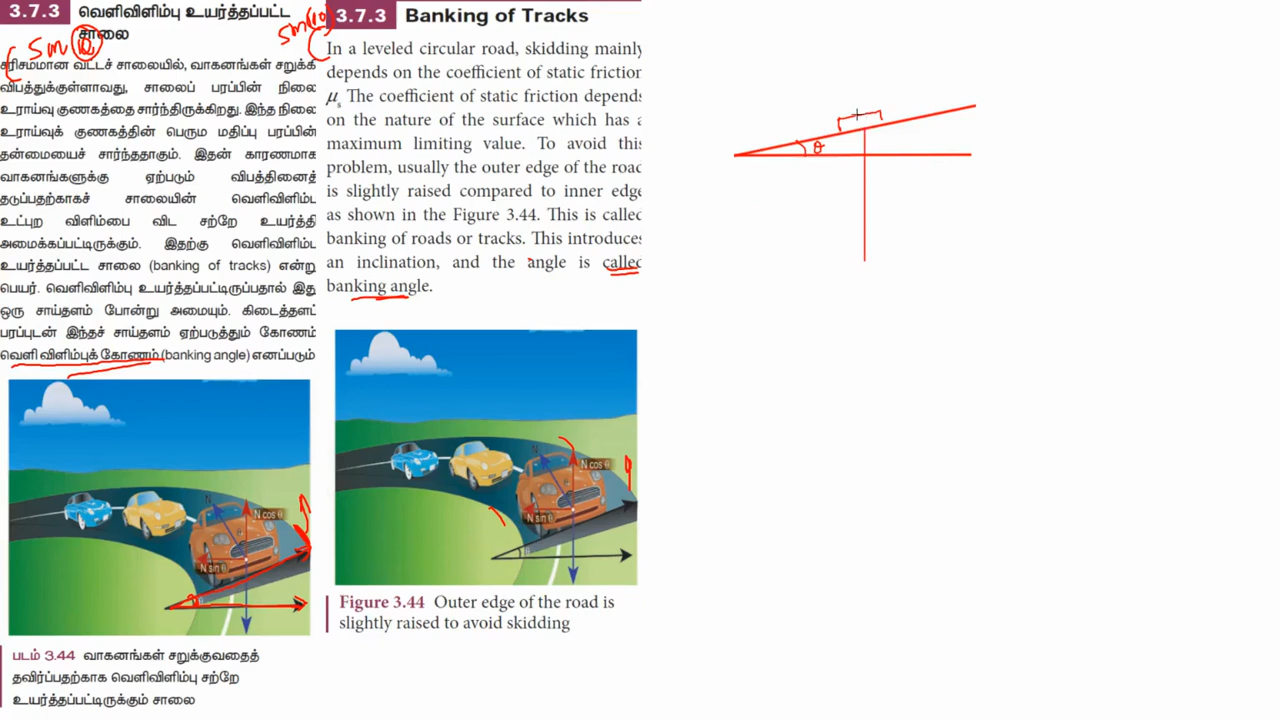 3.7.3 வெளிவிளிம்பு உயர்த்தப்பட்ட
சாலை
5m
சரிசமமான வட்டச் சாலையில், வாகனங்கள் சறுக்கி
விபத்துக்குள்ளாவது, சாலைப் பரப்பின் நிலை
உராய்வு குணகத்தை சார்ந்திருக்கிறது. இந்த நிலை
உராய்வுக் குணகத்தின் பெரும மதிப்பு பரப்பின்
தன்மையைச் சார்ந்ததாகும். இதன் காரணமாக
வாகனங்களுக்கு ஏற்படும் விபத்தினைத்
தடுப்பதற்காகச் சாலையின் வெளிவிளிம்பு
உட்புற விளிம்பை விட சற்றே உயர்த்தி
அமைக்கப்பட்டிருக்கும். இதற்கு வெளிவிளிம்பு
உயர்த்தப்பட்ட சாலை (banking of tracks) என்று
பெயர். வெளிவிளிம்பு உயர்த்தப்பட்டிருப்பதால் இது
ஒரு சாய்தளம் போன்று அமையும். கிடைத்தளப்
பரப்புடன் இந்தச் சாய்தளம் ஏற்படுத்தும் கோணம்
வெளி விளிம்புக் கோணம் (banking angle) எனப்படும்
N
N cos θ
N sin θ
படம் 3.44 வாகனங்கள் சறுக்குவதைத்
தவிர்ப்பதற்காக வெளிவிளிம்பு சற்றே
உயர்த்தப்பட்டிருக்கும் சாலை
5m(10)
3.7.3 Banking of Tracks
In a leveled circular road, skidding mainly
depends on the coefficient of static friction
μs The coefficient of static friction depends
on the nature of the surface which has a
maximum limiting value. To avoid this
problem, usually the outer edge of the road
is slightly raised compared to inner edge
as shown in the Figure 3.44. This is called
banking of roads or tracks. This introduces
an inclination, and the angle is called
banking angle.
N
N cos θ
N sin θ
Figure 3.44 Outer edge of the road is
slightly raised to avoid skidding
θ